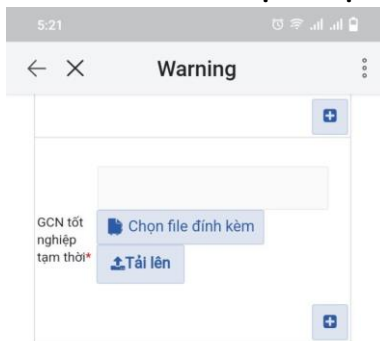 5:21
Warning
GCN tốt
nghiệp
tạm thời*
Chọn file đính kèm
Tải lên